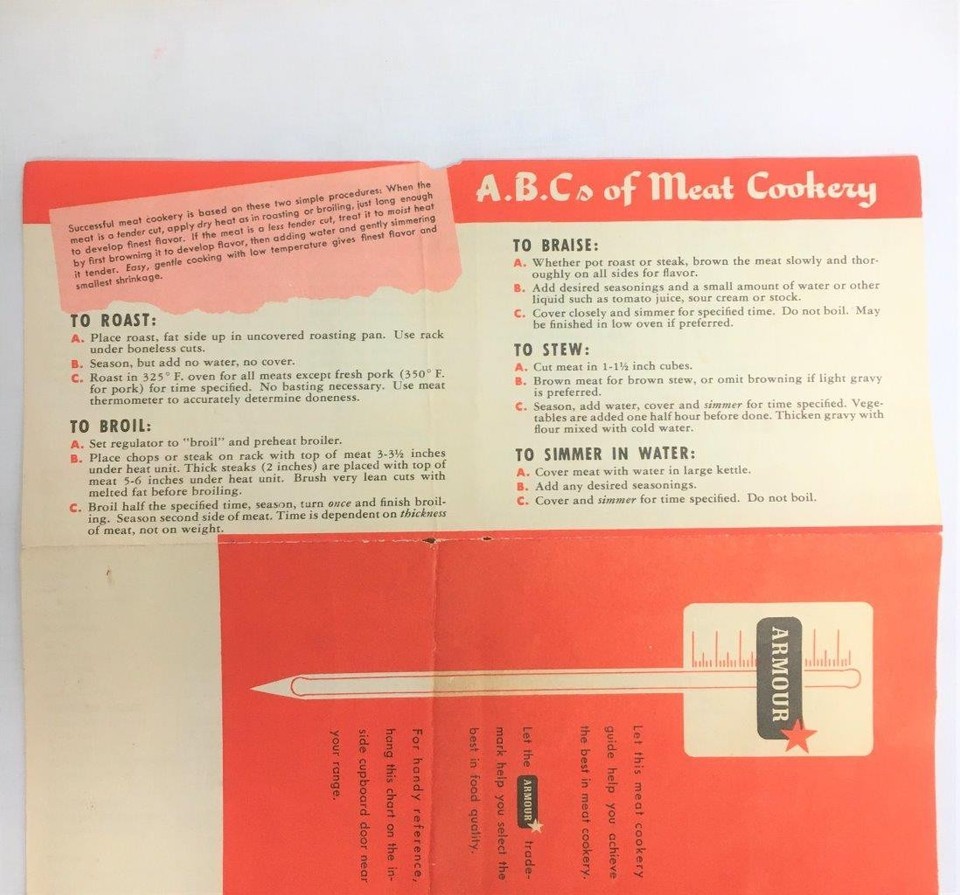 A.B.C s of Meat Cookery
Successful meat cookery is based on these two simple procedures: When the
meat is a tender cut, apply dry heat as in roasting or broiling, just long enough
to develop finest flavor. If the meat is a less tender cut, treat it to moist heat
by first browning it to develop flavor, then adding water and gently simmering
it tender. Easy, gentle cooking with low temperature gives finest flavor and
smallest shrinkage.
TO ROAST:
A. Place roast, fat side up in uncovered roasting pan. Use rack
under boneless cuts.
B. Season, but add no water, no cover.
C. Roast in 325° F. oven for all meats except fresh pork (350° F.
for pork) for time specified. No basting necessary. Use meat
thermometer to accurately determine doneness.
TO BROIL:
A. Set regulator to "broil" and preheat broiler.
B. Place chops or steak on rack with top of meat 3-3½ inches
under heat unit. Thick steaks (2 inches) are placed with top of
meat 5-6 inches under heat unit. Brush very lean cuts with
melted fat before broiling.
C. Broil half the specified time, season, turn once and finish broil-
ing. Season second side of meat. Time is dependent on thickness
of meat, not on weight.
TO BRAISE:
A. Whether pot roast or steak, brown the meat slowly and thor-
oughly on all sides for flavor.
B. Add desired seasonings and a small amount of water or other
liquid such as tomato juice, sour cream or stock.
C. Cover closely and simmer for specified time. Do not boil. May
be finished in low oven if preferred.
TO STEW:
A. Cut meat in 1-1½ inch cubes.
B. Brown meat for brown stew, or omit browning if light gravy
is preferred.
C. Season, add water, cover and simmer for time specified. Vege-
tables are added one half hour before done. Thicken gravy with
flour mixed with cold water.
TO SIMMER IN WATER:
A. Cover meat with water in large kettle.
B. Add any desired seasonings.
C. Cover and simmer for time specified. Do not boil.
ARMOUR
Let this meat cookery
guide help you achieve
the best in meat cookery.
Let the ARMOUR trade-
mark help you select the
best in food quality.
For handy reference,
hang this chart on the in-
side cupboard door near
your range.